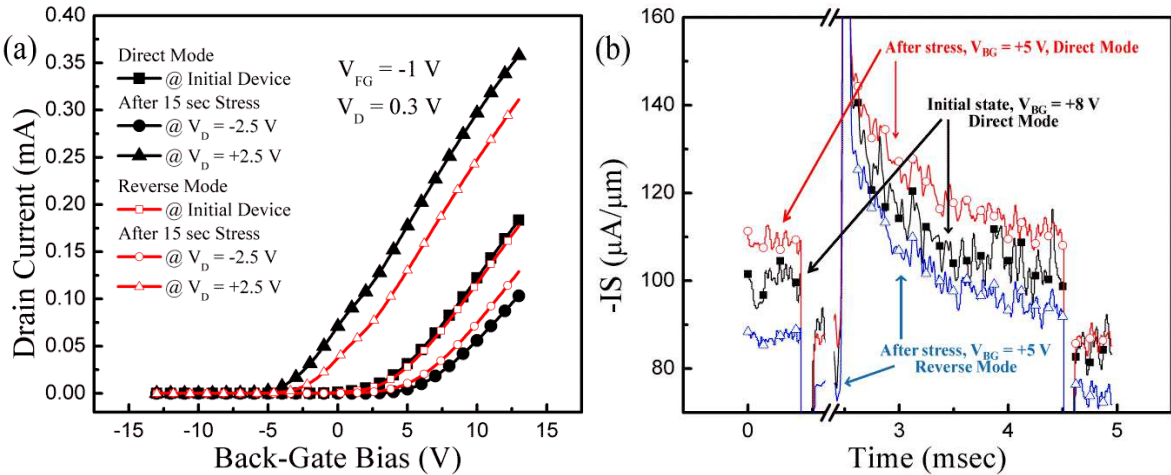 (a)
0.40
0.35
0.30
0.25
0.20
0.15
0.10
0.05
0.00
Drain Current (mA)
Direct Mode
@ Initial Device
After 15 sec Stress
@ V_D = -2.5 V
@ V_D = +2.5 V
Reverse Mode
@ Initial Device
After 15 sec Stress
@ V_D = -2.5 V
@ V_D = +2.5 V
V_FG = -1 V
V_D = 0.3 V
-15 -10 -5 0 5 10 15
Back-Gate Bias (V)
(b)
160
140
120
100
80
-IS (µA/µm)
After stress, V_BG = +5 V, Direct Mode
Initial state, V_BG = +8 V
Direct Mode
After stress, V_BG = +5 V
Reverse Mode
0 3 4 5
Time (msec)